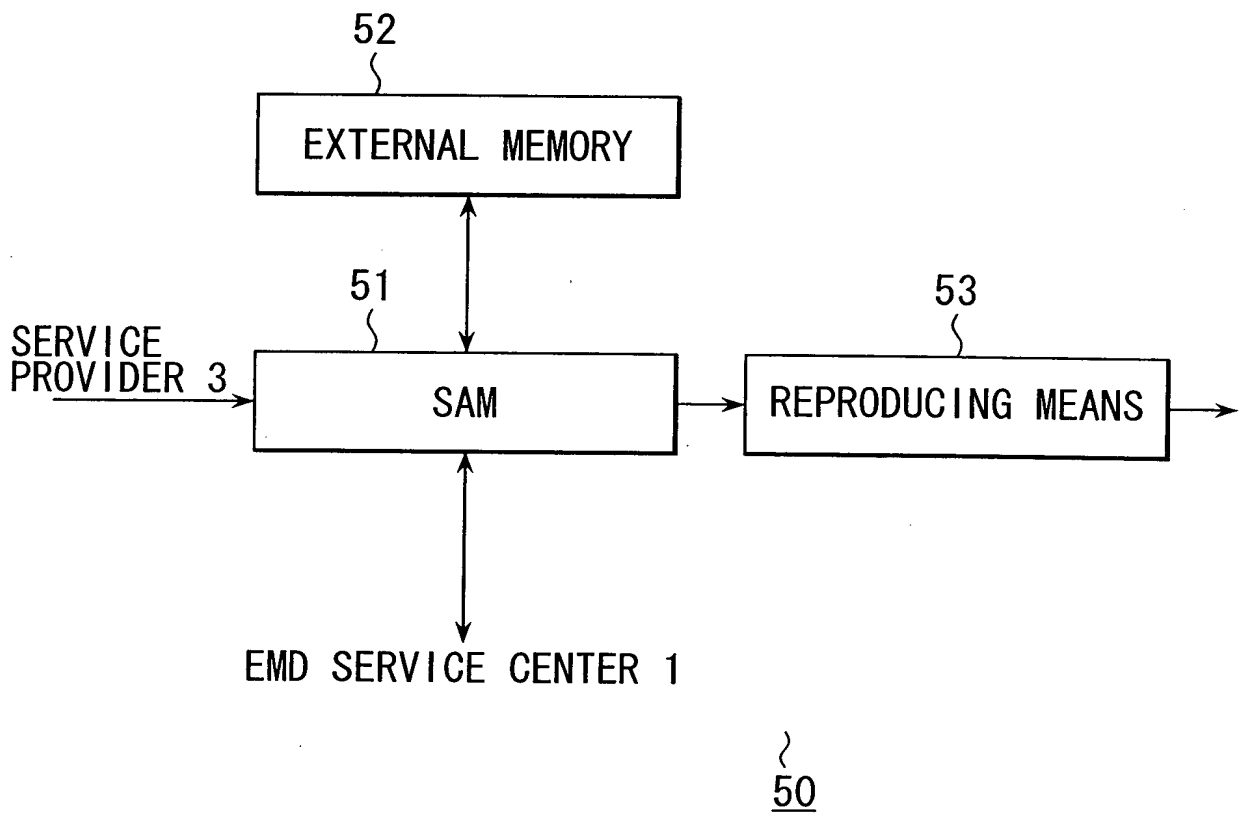 52
EXTERNAL MEMORY
51
53
SERVICE
PROVIDER 3
SAM
REPRODUCING MEANS
EMD SERVICE CENTER 1
50